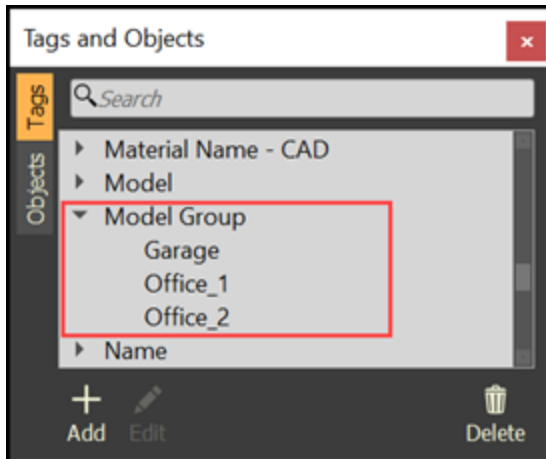 Tags and Objects
Tags
Objects
Search
Material Name - CAD
Model
Model Group
Garage
Office_1
Office_2
Name
Add
Edit
Delete